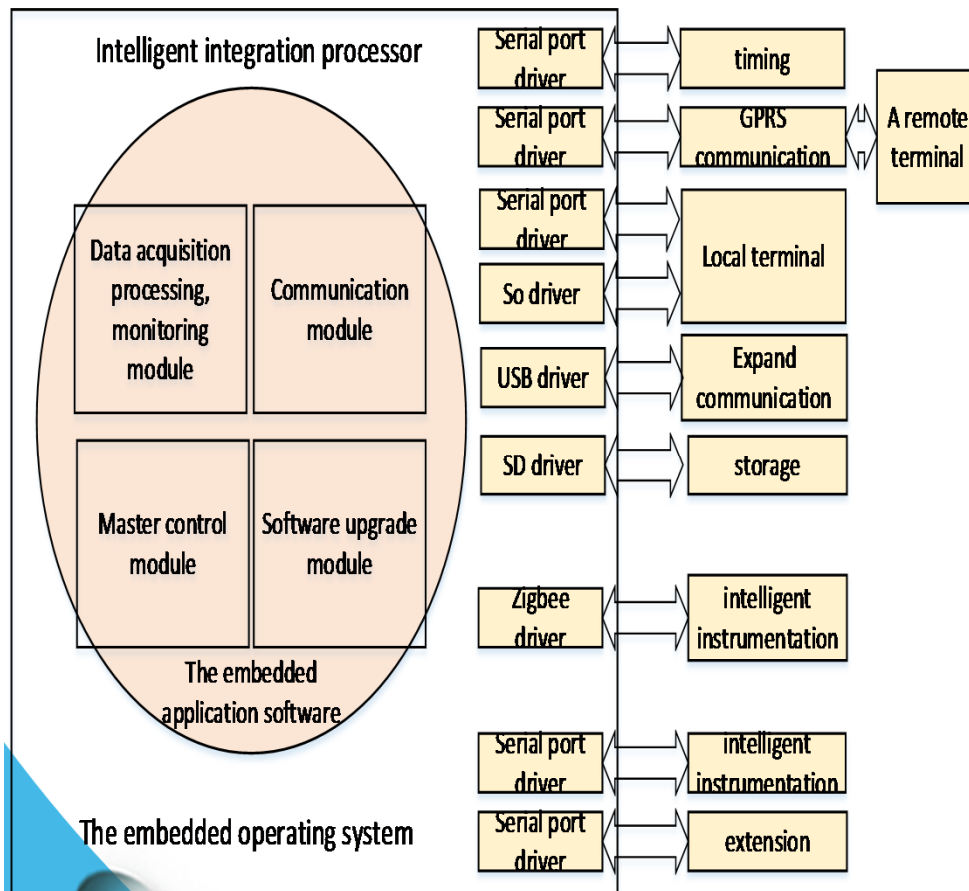 Intelligent integration processor
Data acquisition
processing,
monitoring
module
Communication
module
Master control
module
Software upgrade
module
The embedded
application software
The embedded operating system
Serial port
driver
timing
Serial port
driver
GPRS
communication
A remote
terminal
Serial port
driver
Local terminal
So driver
USB driver
Expand
communication
SD driver
storage
Zigbee
driver
intelligent
instrumentation
Serial port
driver
intelligent
instrumentation
Serial port
driver
extension